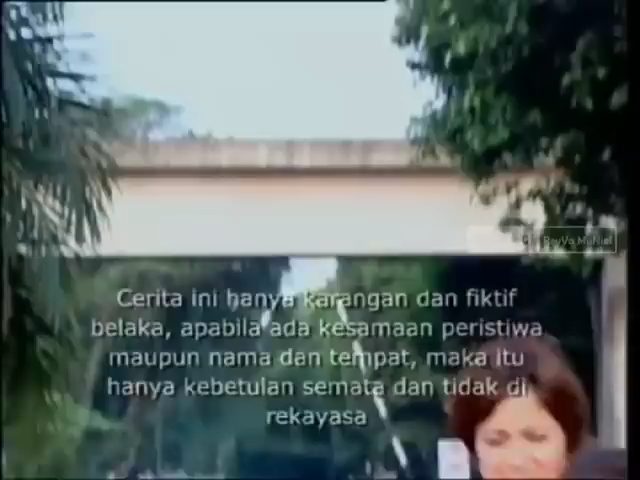 Cerita ini hanya karangan dan fiktif
belaka, apabila ada kesamaan peristiwa
maupun nama dan tempat, maka itu
hanya kebetulan semata dan tidak di
rekayasa